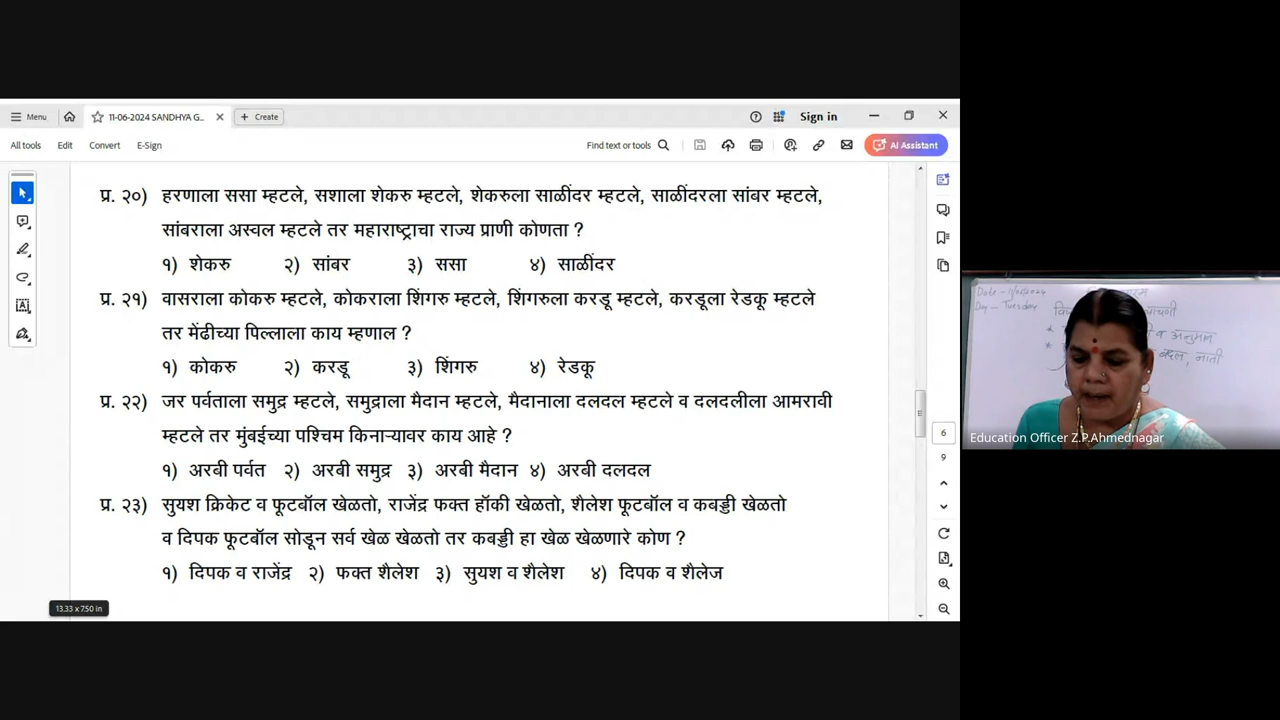 Menu
11-06-2024 SANDHYA G...
Create
Sign in
All tools
Edit
Convert
E-Sign
Find text or tools
AI Assistant
प्र. २०) हरणाला ससा म्हटले, सशाला शेकरु म्हटले, शेकरुला साळींदर म्हटले, साळींदरला सांबर म्हटले,
सांबराला अस्वल म्हटले तर महाराष्ट्राचा राज्य प्राणी कोणता ?
१) शेकरु २) सांबर ३) ससा ४) साळींदर
प्र. २१) वासराला कोकरु म्हटले, कोकराला शिंगरु म्हटले, शिंगरुला करडू म्हटले, करडूला रेडकू म्हटले
तर मेंढीच्या पिल्लाला काय म्हणाल ?
१) कोकरु २) करडू ३) शिंगरु ४) रेडकू
प्र. २२) जर पर्वताला समुद्र म्हटले, समुद्राला मैदान म्हटले, मैदानाला दलदल म्हटले व दलदलीला आमरावी
म्हटले तर मुंबईच्या पश्चिम किनाऱ्यावर काय आहे ?
१) अरबी पर्वत २) अरबी समुद्र ३) अरबी मैदान ४) अरबी दलदल
प्र. २३) सुयश क्रिकेट व फूटबॉल खेळतो, राजेंद्र फक्त हॉकी खेळतो, शैलेश फूटबॉल व कबड्डी खेळतो
व दिपक फूटबॉल सोडून सर्व खेळ खेळतो तर कबड्डी हा खेळ खेळणारे कोण ?
१) दिपक व राजेंद्र २) फक्त शैलेश ३) सुयश व शैलेश ४) दिपक व शैलेज
13.33 x 7.50 in
6
9
Date -
Day - Tuesday
व अनुमान
बदल, नाती
Education Officer Z.P.Ahmednagar